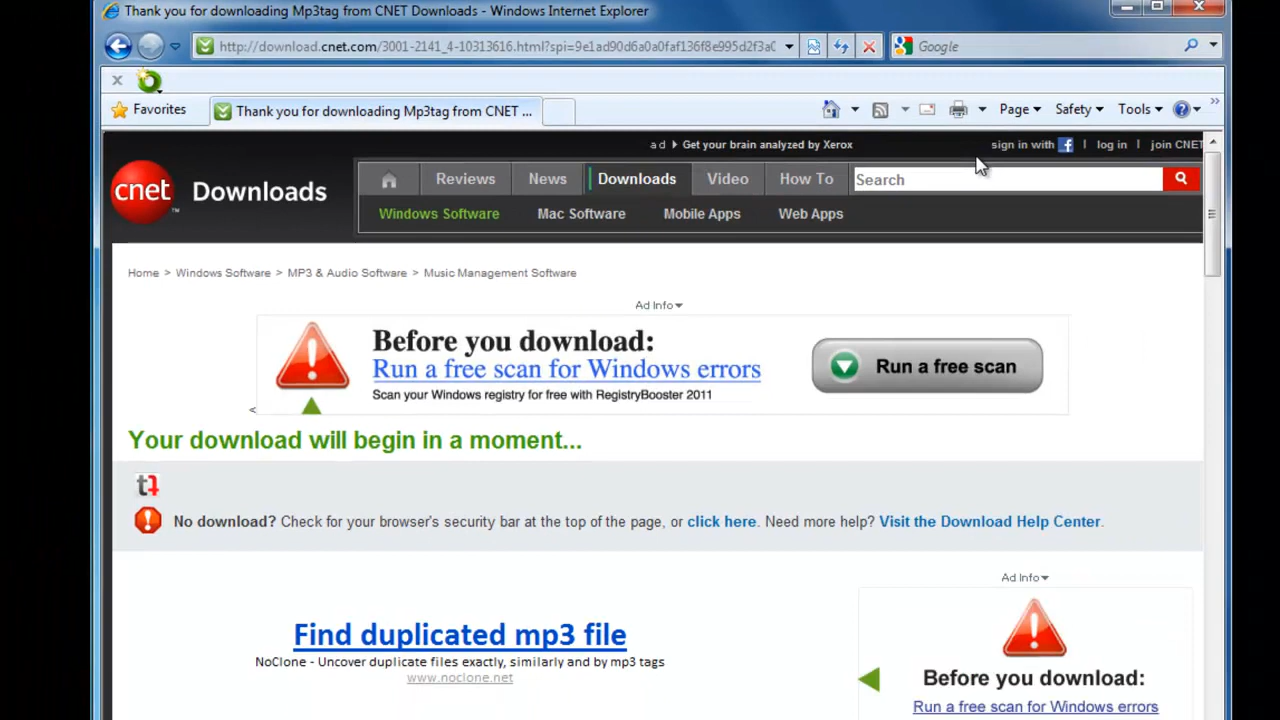 Thank you for downloading Mp3tag from CNET Downloads - Windows Internet Explorer
http://download.cnet.com/3001-2141_4-10313616.html?spi=9e1ad90d6a0a0faf136f8e995d2f3a0
Google
Favorites
Thank you for downloading Mp3tag from CNET ...
Page
Safety
Tools
ad
Get your brain analyzed by Xerox
sign in with
log in
join CNET
cnet
Downloads
Reviews
News
Downloads
Video
How To
Search
Windows Software
Mac Software
Mobile Apps
Web Apps
Home > Windows Software > MP3 & Audio Software > Music Management Software
Ad Info
Before you download:
Run a free scan for Windows errors
Scan your Windows registry for free with RegistryBooster 2011
Run a free scan
<
Your download will begin in a moment...
No download? Check for your browser's security bar at the top of the page, or click here. Need more help? Visit the Download Help Center.
Ad Info
Find duplicated mp3 file
NoClone - Uncover duplicate files exactly, similarly and by mp3 tags
www.noclone.net
Before you download:
Run a free scan for Windows errors